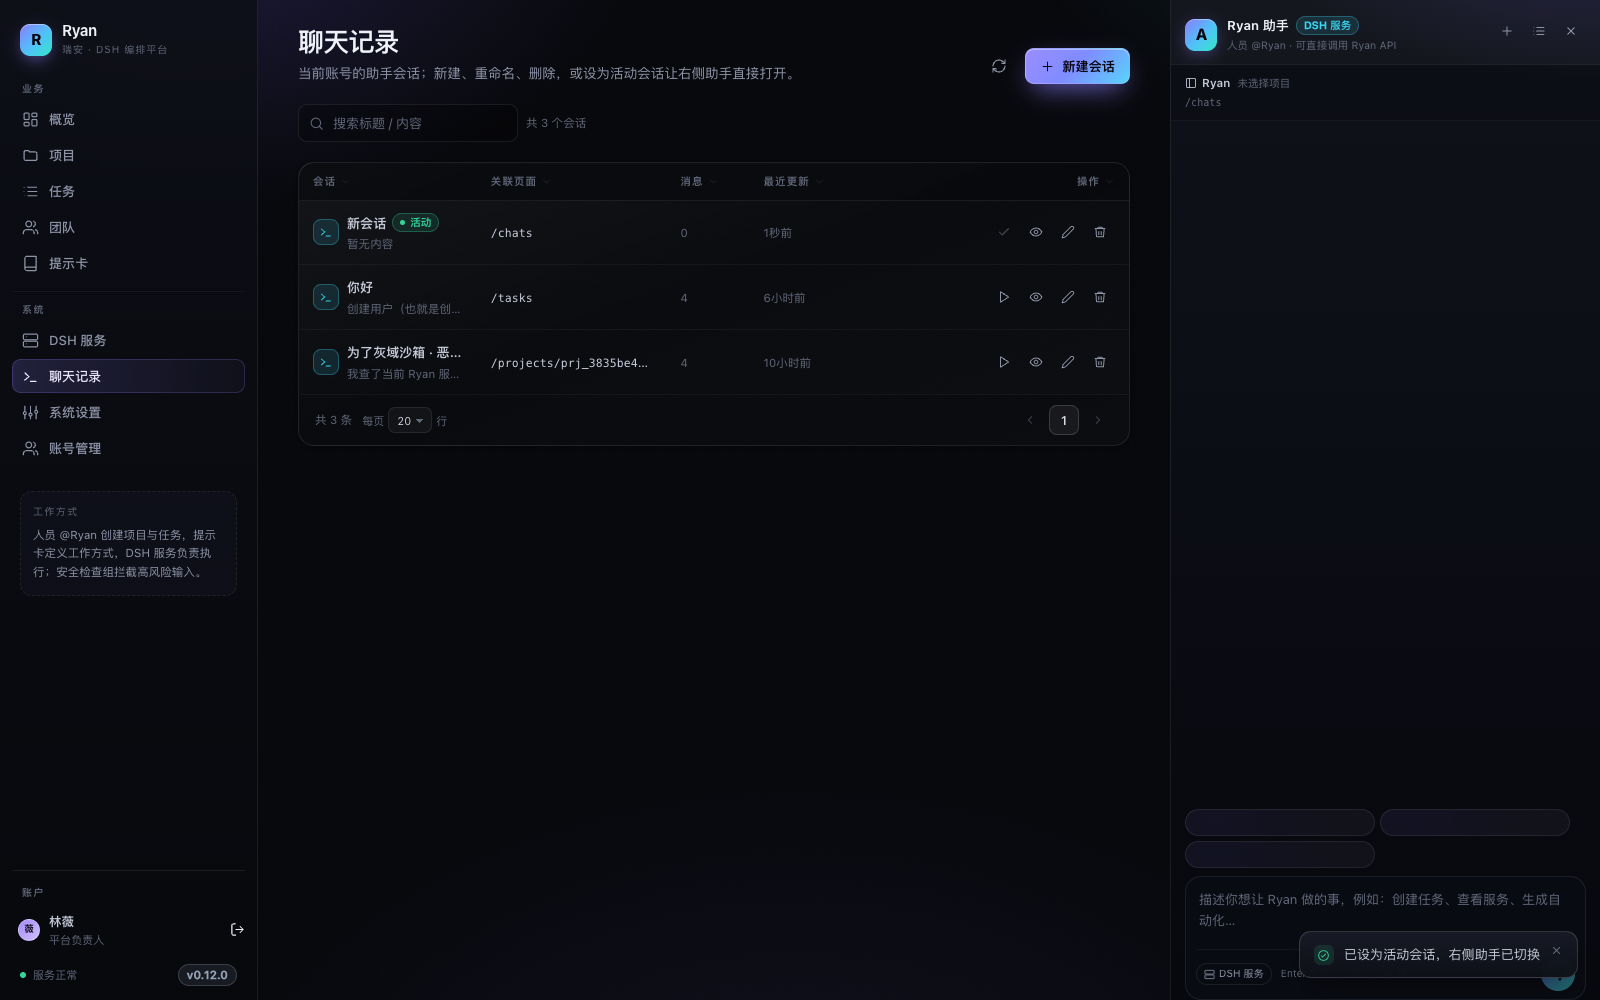 R
Ryan
瑞安 · DSH 编排平台
业务
概览
项目
任务
团队
提示卡
系统
DSH 服务
聊天记录
系统设置
账号管理
工作方式
人员 @Ryan 创建项目与任务，提示
卡定义工作方式，DSH 服务负责执
行；安全检查组拦截高风险输入。
账户
薇
林薇
平台负责人
服务正常
v0.12.0
聊天记录
当前账号的助手会话；新建、重命名、删除，或设为活动会话让右侧助手直接打开。
新建会话
搜索标题 / 内容
共 3 个会话
会话 关联页面 消息 最近更新 操作
新会话 活动
暂无内容
/chats 0 1秒前
你好
创建用户（也就是创...
/tasks 4 6小时前
为了灰域沙箱 · 恶...
我查了当前 Ryan 服...
/projects/prj_3835be4... 4 10小时前
共 3 条 每页 20 行
1
A
Ryan 助手 DSH 服务
人员 @Ryan · 可直接调用 Ryan API
Ryan 未选择项目
/chats
描述你想让 Ryan 做的事，例如：创建任务、查看服务、生成自
动化...
已设为活动会话，右侧助手已切换
DSH 服务